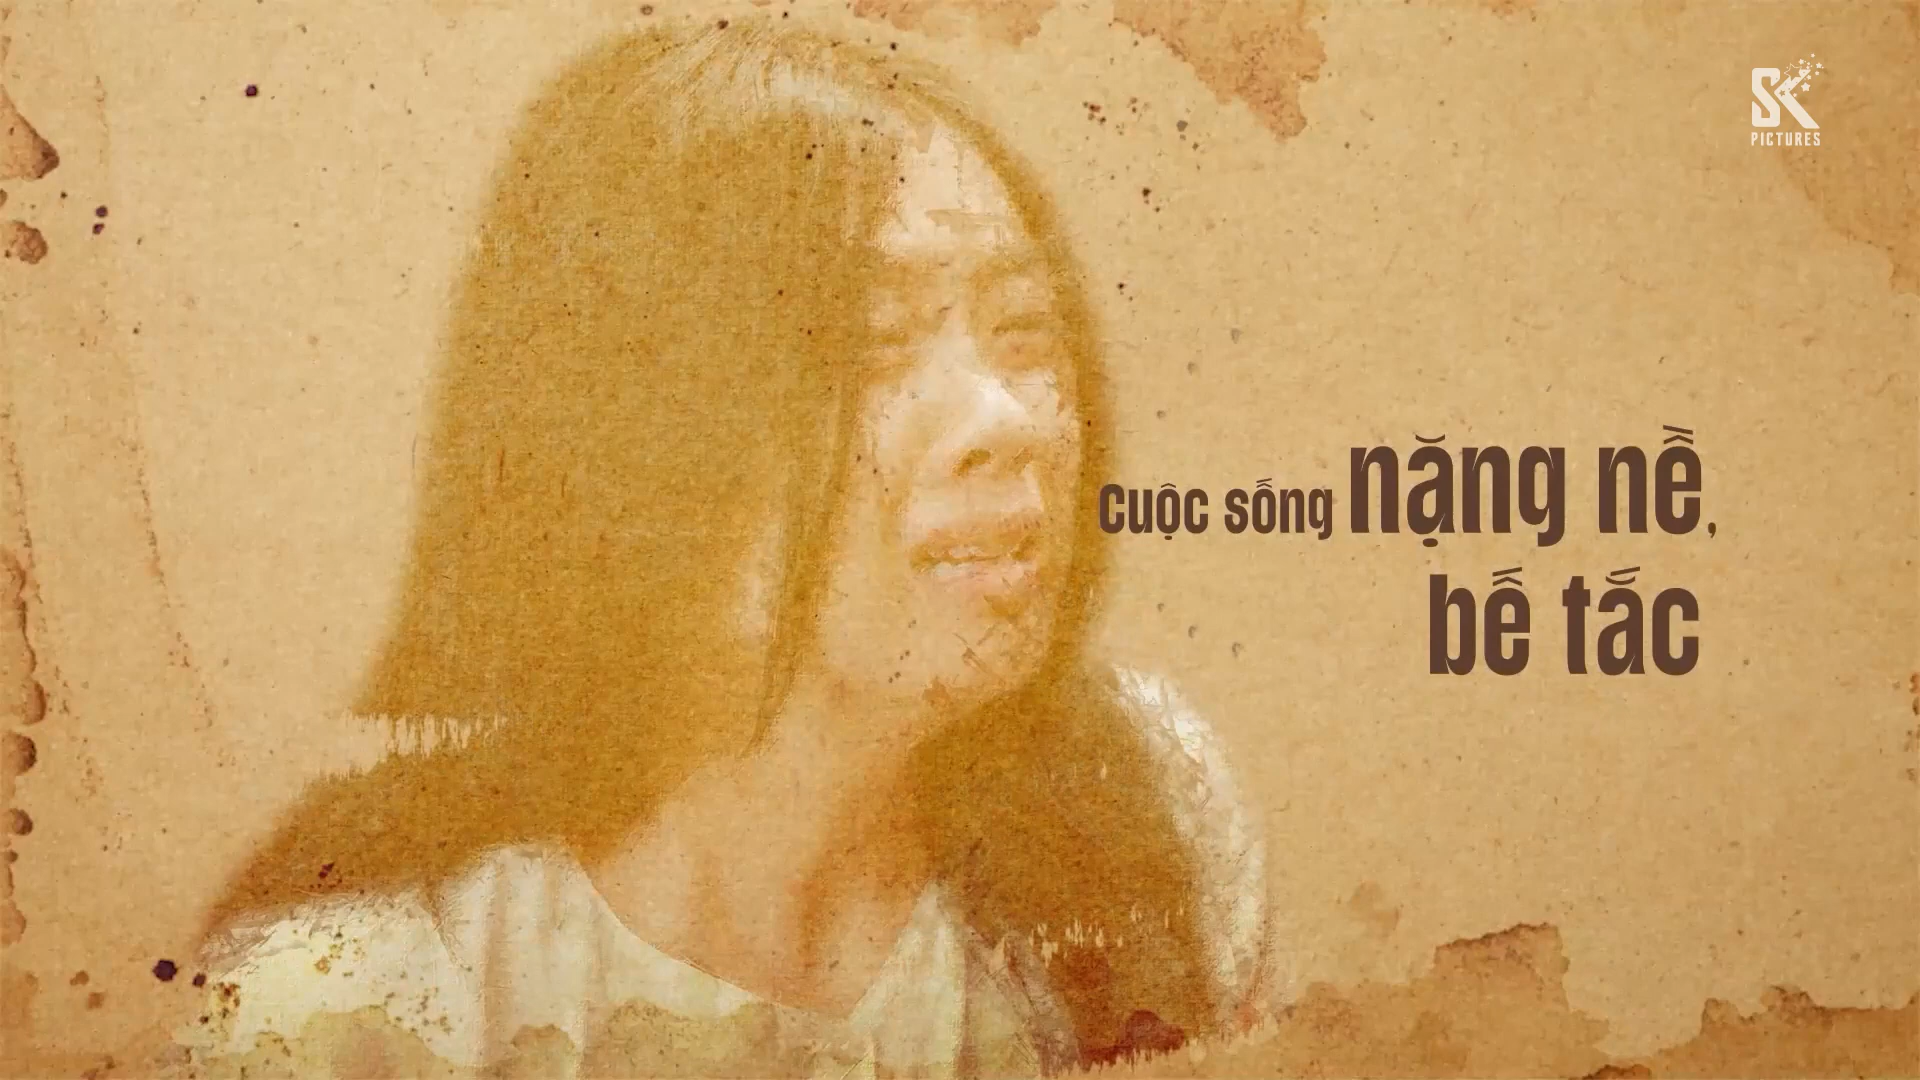 SK
PICTURES
Cuộc sống nặng nề,
bế tắc